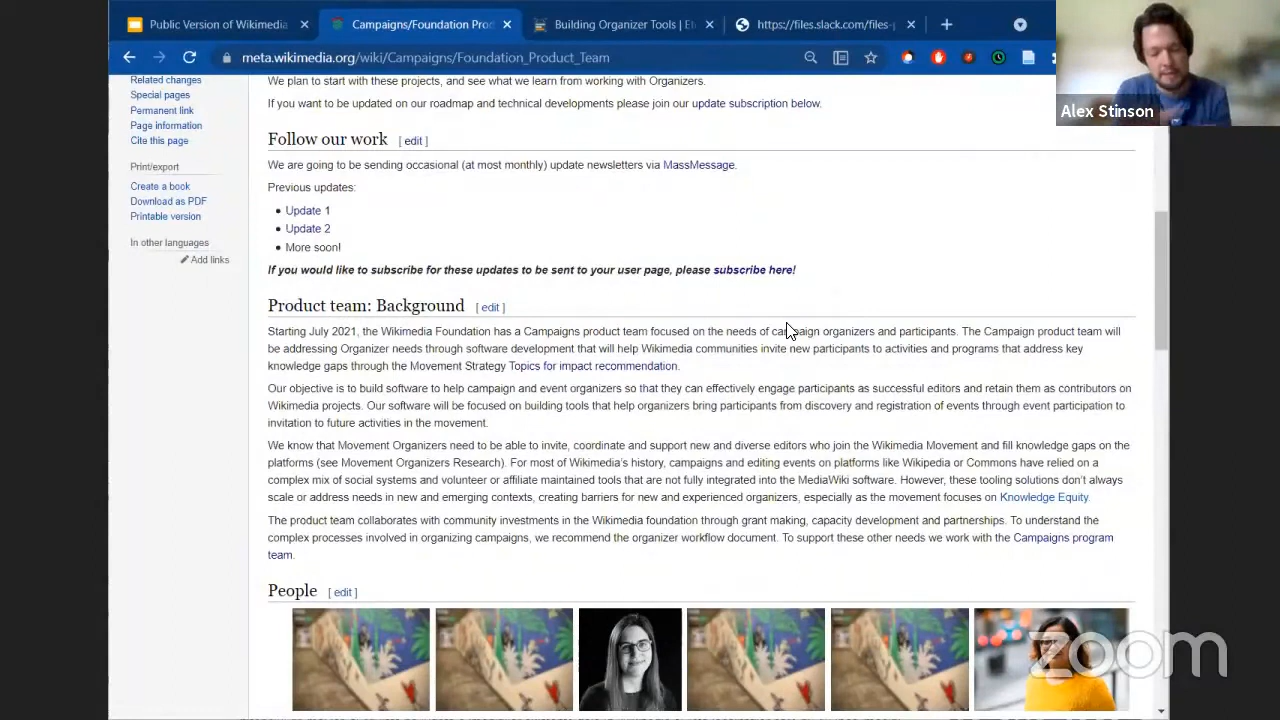 Public Version of Wikimedia
Campaigns/Foundation Proc
Building Organizer Tools | Et
https://files.slack.com/files-
meta.wikimedia.org/wiki/Campaigns/Foundation_Product_Team
Alex Stinson
Related changes
Special pages
Permanent link
Page information
Cite this page
Print/export
Create a book
Download as PDF
Printable version
In other languages
Add links
We plan to start with these projects, and see what we learn from working with Organizers.
If you want to be updated on our roadmap and technical developments please join our update subscription below.
Follow our work [ edit ]
We are going to be sending occasional (at most monthly) update newsletters via MassMessage.
Previous updates:
Update 1
Update 2
More soon!
If you would like to subscribe for these updates to be sent to your user page, please subscribe here!
Product team: Background [ edit ]
Starting July 2021, the Wikimedia Foundation has a Campaigns product team focused on the needs of campaign organizers and participants. The Campaign product team will
be addressing Organizer needs through software development that will help Wikimedia communities invite new participants to activities and programs that address key
knowledge gaps through the Movement Strategy Topics for impact recommendation.
Our objective is to build software to help campaign and event organizers so that they can effectively engage participants as successful editors and retain them as contributors on
Wikimedia projects. Our software will be focused on building tools that help organizers bring participants from discovery and registration of events through event participation to
invitation to future activities in the movement.
We know that Movement Organizers need to be able to invite, coordinate and support new and diverse editors who join the Wikimedia Movement and fill knowledge gaps on the
platforms (see Movement Organizers Research). For most of Wikimedia's history, campaigns and editing events on platforms like Wikipedia or Commons have relied on a
complex mix of social systems and volunteer or affiliate maintained tools that are not fully integrated into the MediaWiki software. However, these tooling solutions don't always
scale or address needs in new and emerging contexts, creating barriers for new and experienced organizers, especially as the movement focuses on Knowledge Equity.
The product team collaborates with community investments in the Wikimedia foundation through grant making, capacity development and partnerships. To understand the
complex processes involved in organizing campaigns, we recommend the organizer workflow document. To support these other needs we work with the Campaigns program
team.
People [ edit ]
zoom